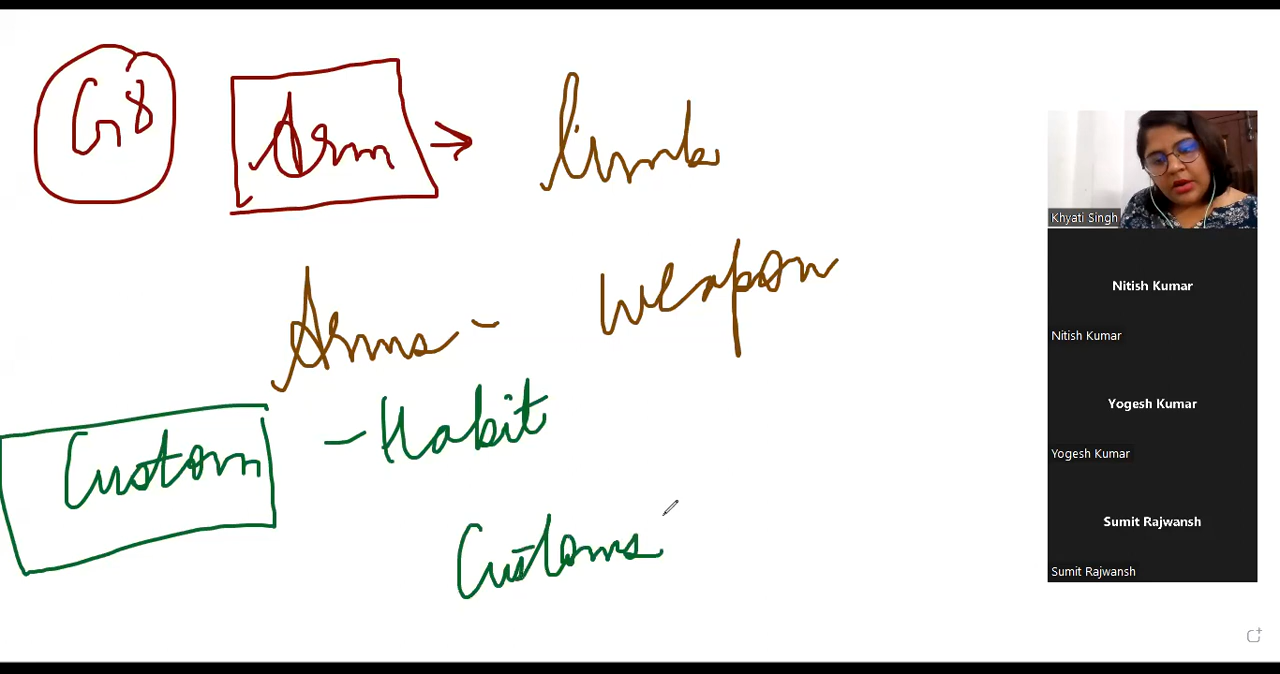 G8 Arm → limb
Arms - Weapon
Custom - Habit
Customs
Khyati Singh
Nitish Kumar
Nitish Kumar
Yogesh Kumar
Yogesh Kumar
Sumit Rajwansh
Sumit Rajwansh